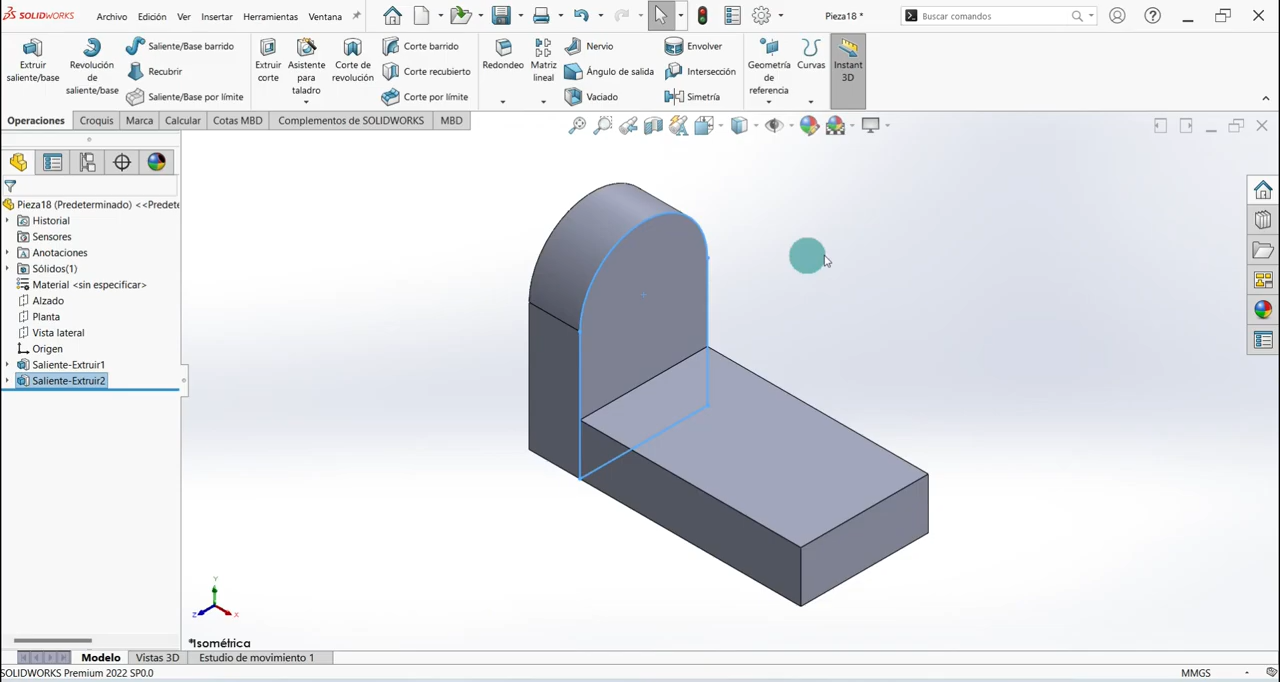 SOLIDWORKS
Archivo Edición Ver Insertar Herramientas Ventana
Pieza18 *
Buscar comandos
Extruir saliente/base
Revolución de saliente/base
Saliente/Base barrido
Recubrir
Saliente/Base por límite
Extruir corte
Asistente para taladro
Corte de revolución
Corte barrido
Corte recubierto
Corte por límite
Redondeo
Matriz lineal
Nervio
Ángulo de salida
Vaciado
Envolver
Intersección
Simetría
Geometría de referencia
Curvas
Instant 3D
Operaciones Croquis Marca Calcular Cotas MBD Complementos de SOLIDWORKS MBD
Pieza18 (Predeterminado) <<Predete
Historial
Sensores
Anotaciones
Sólidos(1)
Material <sin especificar>
Alzado
Planta
Vista lateral
Origen
Saliente-Extruir1
Saliente-Extruir2
Y
Z
X
*Isométrica
Modelo Vistas 3D Estudio de movimiento 1
SOLIDWORKS Premium 2022 SP0.0
MMGS